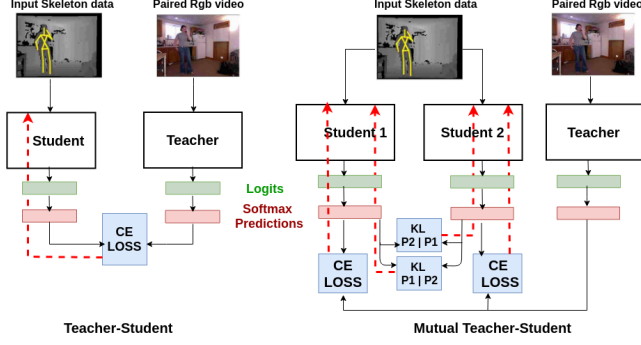 Input Skeleton data
Paired Rgb video
Student
Teacher
Logits
Softmax
Predictions
CE
LOSS
Teacher-Student
Input Skeleton data
Paired Rgb video
Student 1
Student 2
Teacher
KL
P2 | P1
KL
P1 | P2
CE
LOSS
CE
LOSS
Mutual Teacher-Student